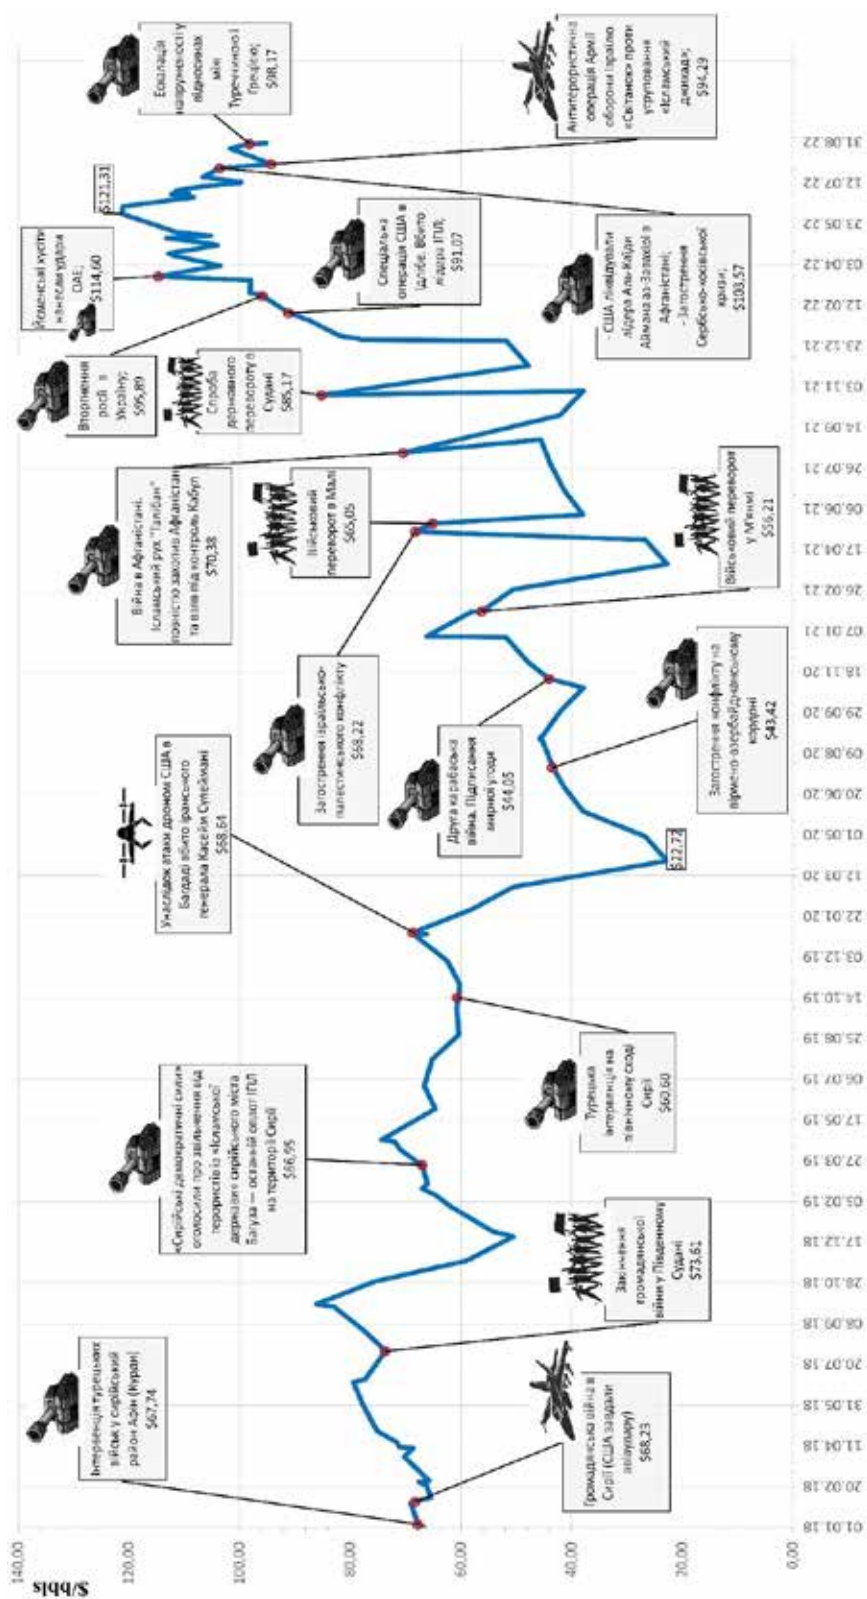 $/bbls
140,00
120,00
100,00
80,00
60,00
40,00
20,00
0,00
Інтервенція турецьких
військ у сирійський
район Афін (Курди)
$67,74
«Сирійські демократичні сили»
оголосили про звільнення від
терористів із «Ісламської
держави» сирійського міста
Багуза — останній оплот ІПЛ
на території Сирії
$66,95
Унаслідок атаки дроном США в
Багдаді вбито іранського
генерала Касейм Сулеймані
$68,64
Загострення ізраїльсько-
палестинського конфлікту
$68,22
Друга карабаська
війна. Підписання
мирної угоди
$44,05
Війна в Афганістані.
Ісламський рух "Талібан"
повністю захопив Афганістан
та взяв під контроль Кабул
$70,38
Військовий
переворот в Малі
$65,05
Вторгнення
росії в
Україну;
$95,89
Спроба
державного
перевороту в
Судані
$85,17
Йєменські хусіти
нанесли удари
ОАЕ;
$114,60
$121,31
Ескалація
напруженості у
відносинах
між
Туреччиною і
Грецією;
$98,17
Спеціальна
операція США в
Ідлібе. Вбито
лідера ІПЛ;
$91,07
Громадянська війна в
Сирії (США завдали
авіаудару)
$68,23
Закінчення
громадянської
війни у Південному
Судані
$73,61
Турецька
інтервенція на
північному сході
Сирії
$60,60
$22,72
Загострення конфлікту на
вірмено-азербайджанському
кордоні
$43,42
Військовий переворот
у М'янмі
$56,21
- США ліквідували
лідера Аль-Каїди
Аймана аз-Завахірі в
Афганістані;
- Загострення
Сербсько-косівської
кризи;
$103,57
Антитерористична
операція Армії
оборони Ізраїлю
«Світанок» проти
угруповання
«Ісламський
джихад»;
$94,29
01.01.18
20.02.18
11.04.18
31.05.18
20.07.18
08.09.18
28.10.18
17.12.18
05.02.19
27.03.19
17.05.19
06.07.19
25.08.19
14.10.19
03.12.19
22.01.20
12.03.20
01.05.20
20.06.20
09.08.20
29.09.20
18.11.20
07.01.21
26.02.21
17.04.21
06.06.21
26.07.21
14.09.21
03.11.21
23.12.21
12.02.22
03.04.22
23.05.22
12.07.22
31.08.22